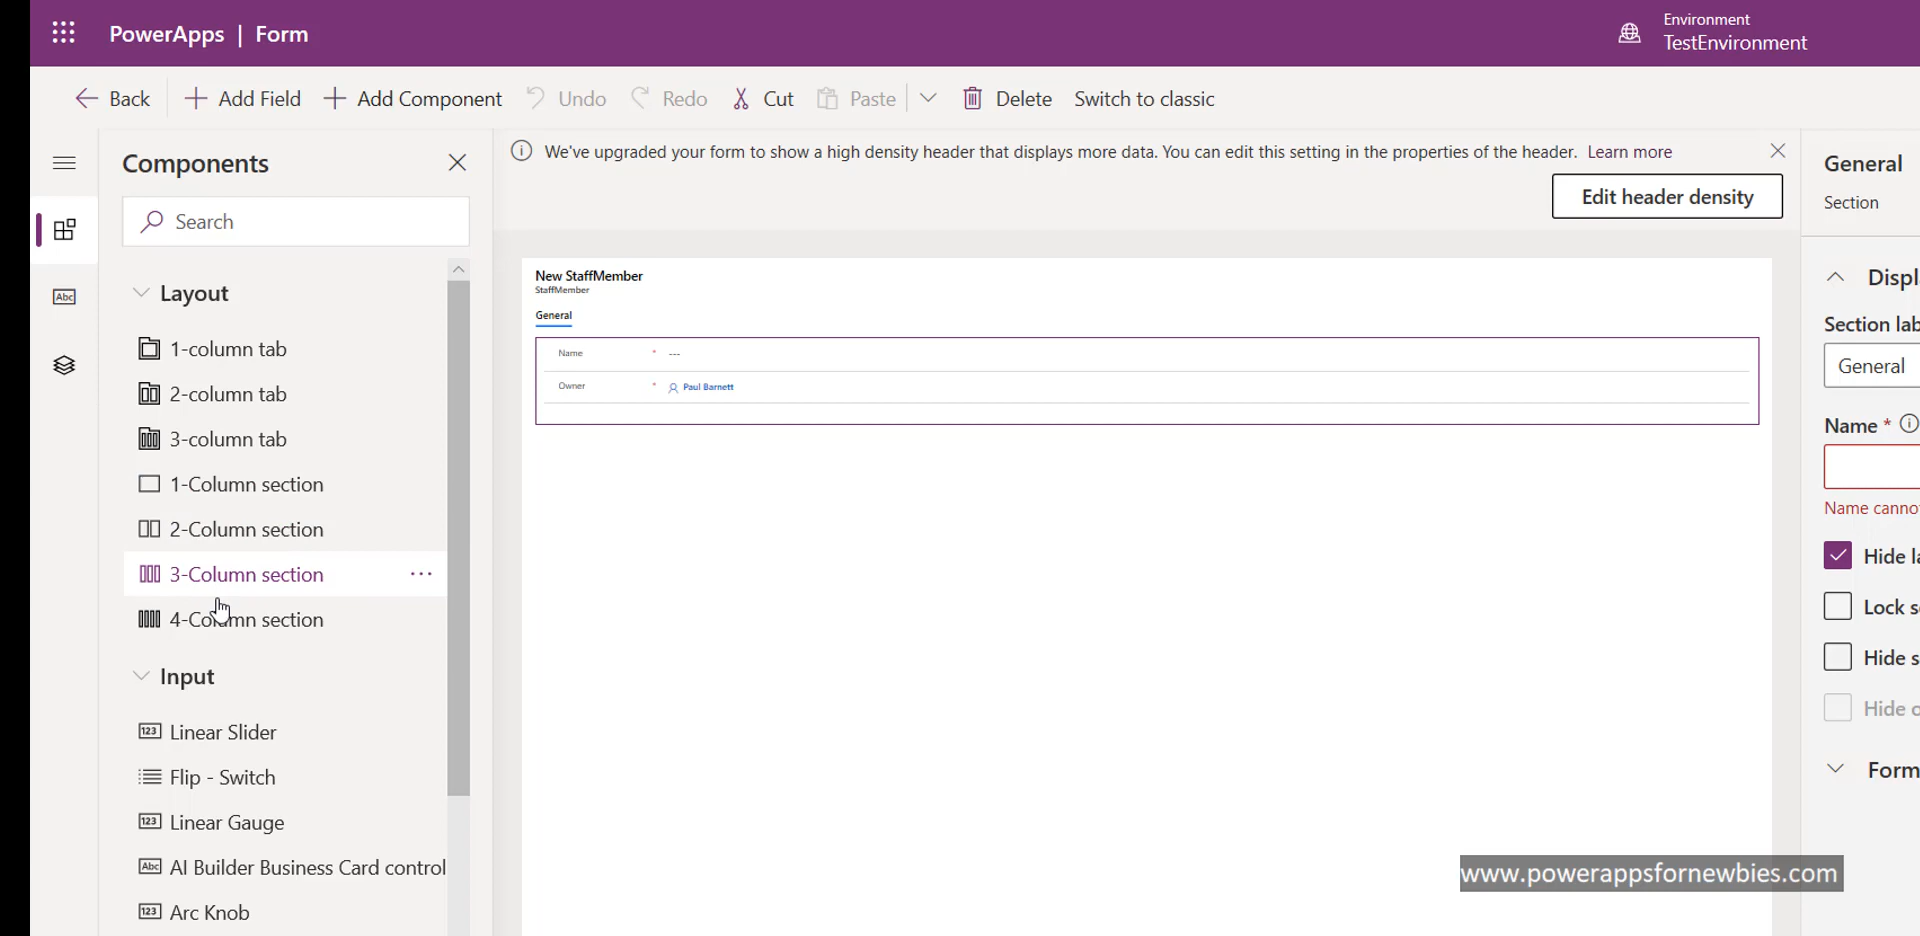 PowerApps | Form
Environment
TestEnvironment
Back
Add Field
Add Component
Undo
Redo
Cut
Paste
Delete
Switch to classic
Components
Search
Layout
1-column tab
2-column tab
3-column tab
1-Column section
2-Column section
3-Column section
4-Column section
Input
Linear Slider
Flip - Switch
Linear Gauge
AI Builder Business Card control
Arc Knob
We've upgraded your form to show a high density header that displays more data. You can edit this setting in the properties of the header. Learn more
Edit header density
New StaffMember
StaffMember
General
Name * ---
Owner * Paul Barnett
General
Section
Displ
Section lab
General
Name *
Name canno
Hide la
Lock s
Hide s
Hide
Form
www.powerappsfornewbies.com